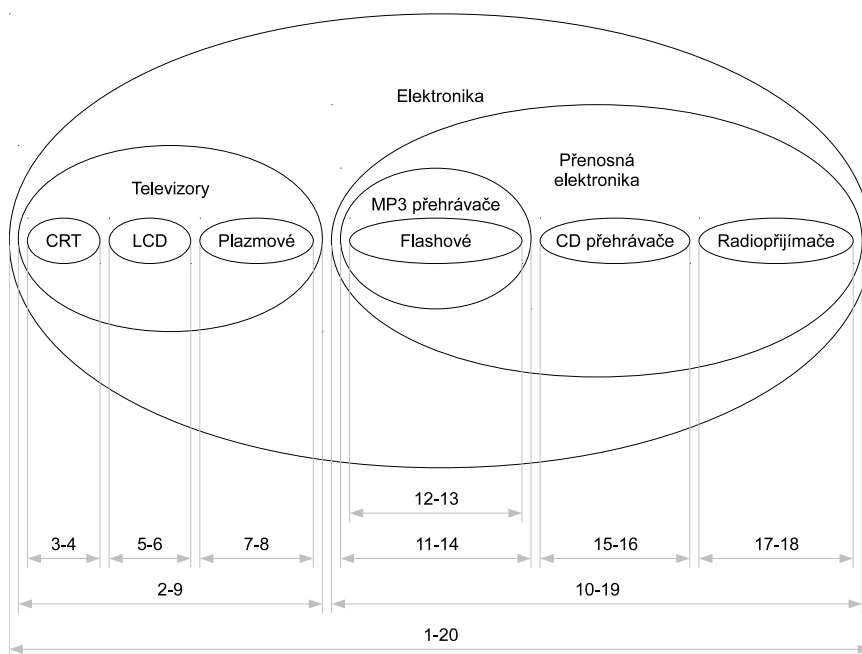 Elektronika
Televizory
Přenosná
elektronika
MP3 přehrávače
CRT
LCD
Plazmové
Flashové
CD přehrávače
Radiopřijímače
12-13
3-4
5-6
7-8
11-14
15-16
17-18
2-9
10-19
1-20